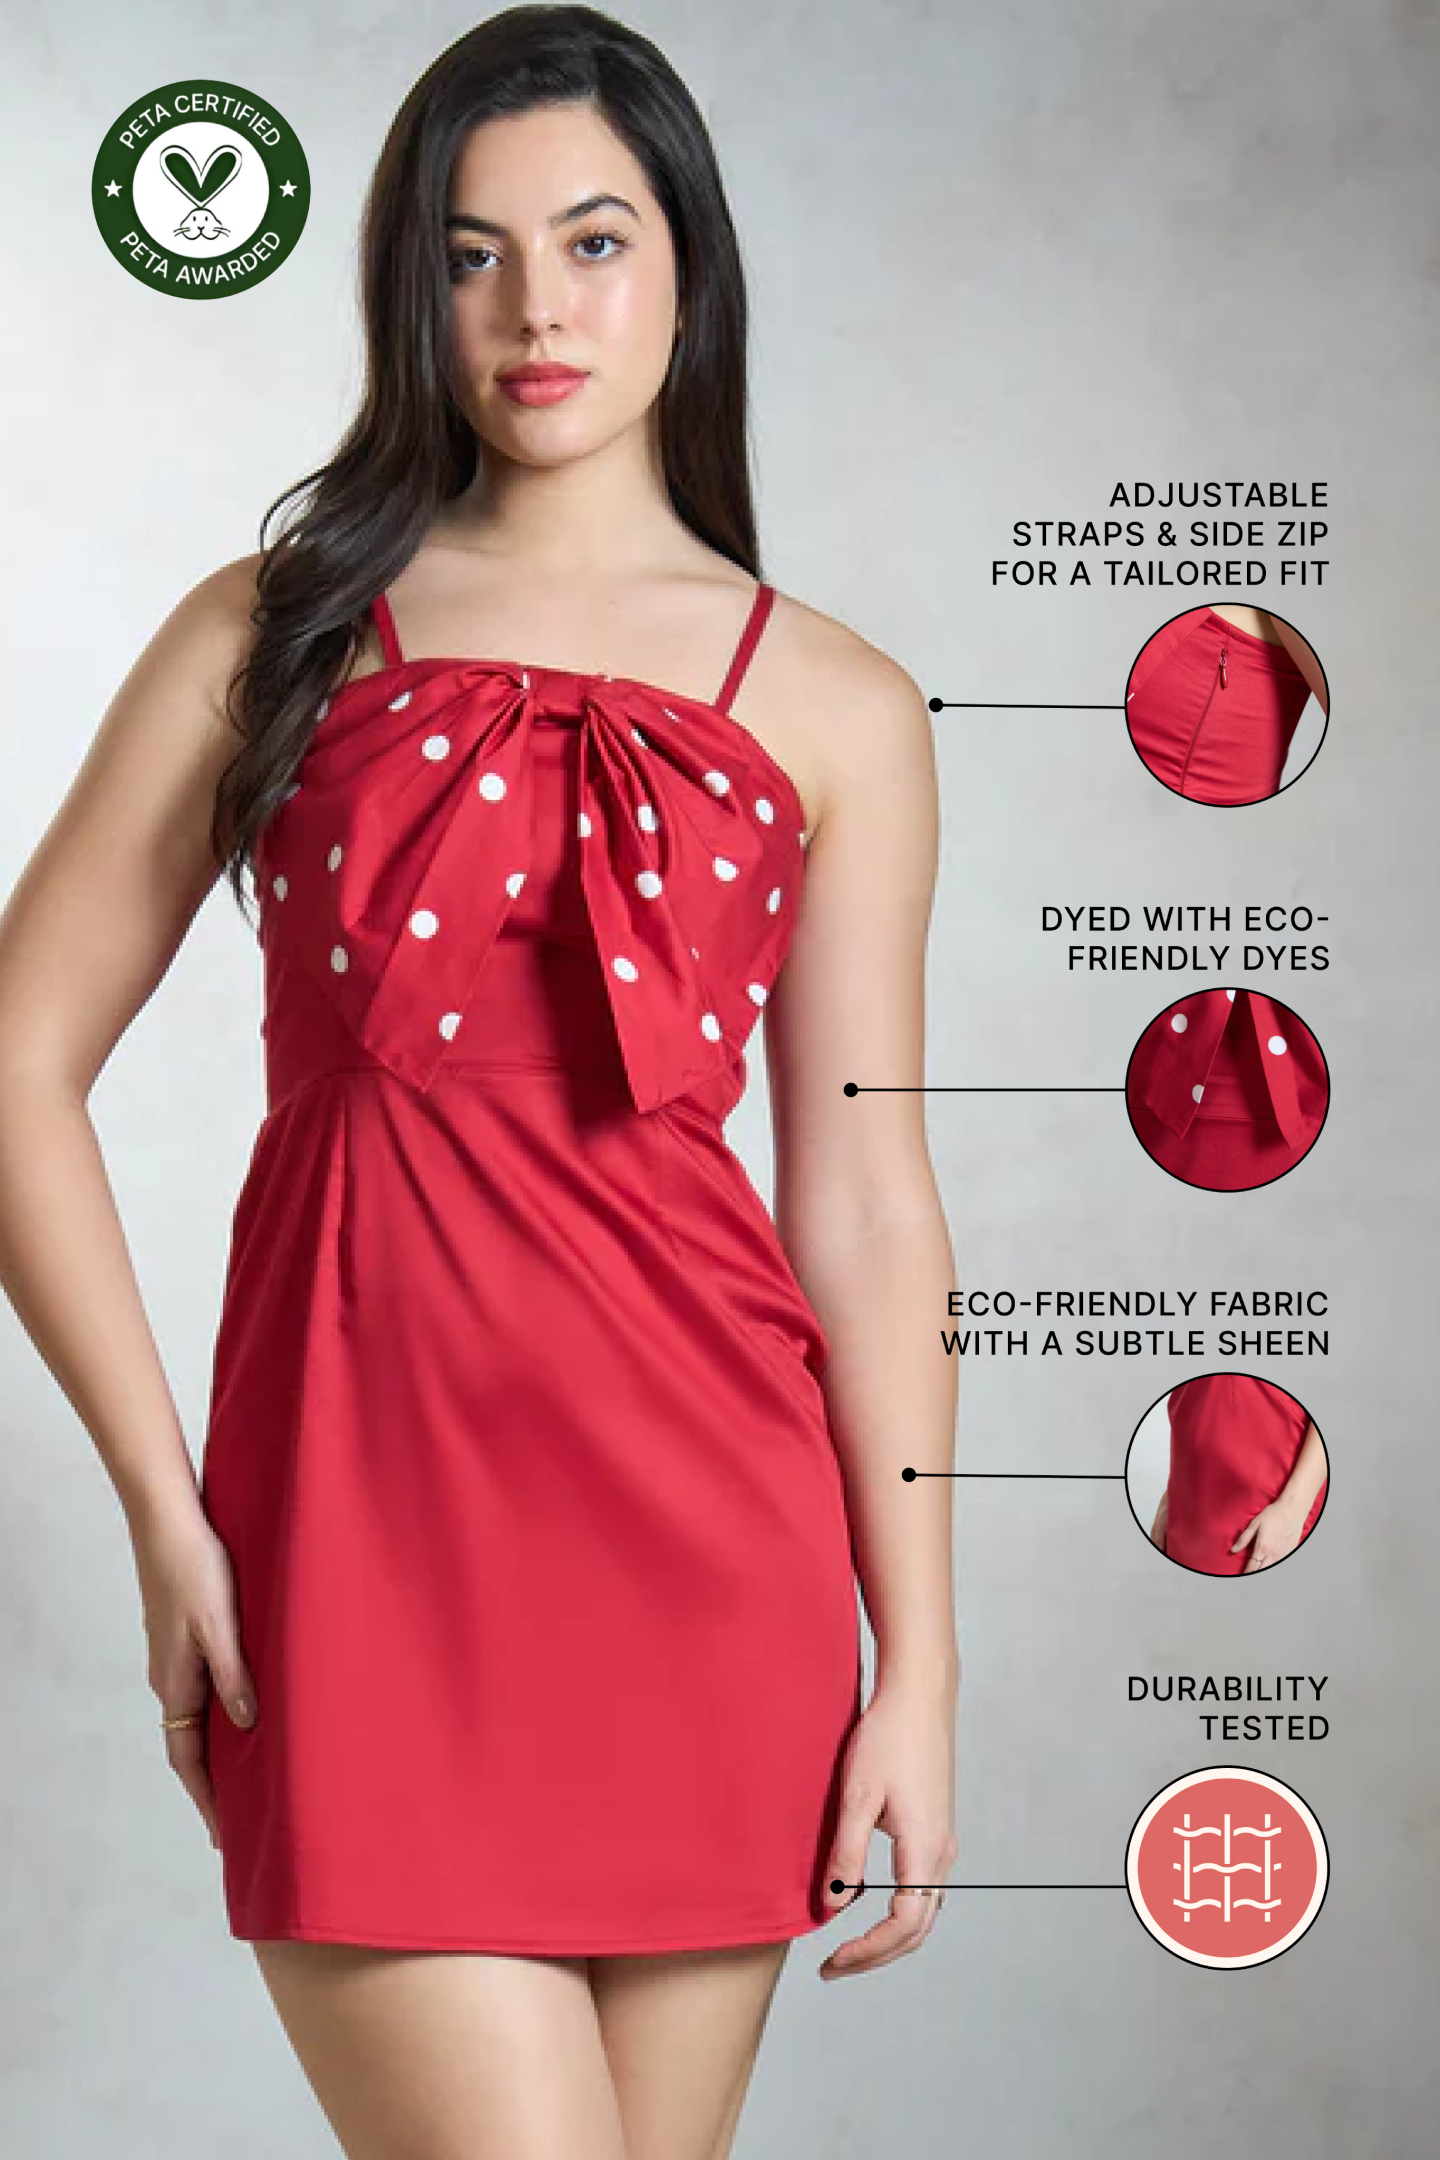 PETA CERTIFIED
PETA AWARDED
ADJUSTABLE
STRAPS & SIDE ZIP
FOR A TAILORED FIT
DYED WITH ECO-
FRIENDLY DYES
ECO-FRIENDLY FABRIC
WITH A SUBTLE SHEEN
DURABILITY
TESTED